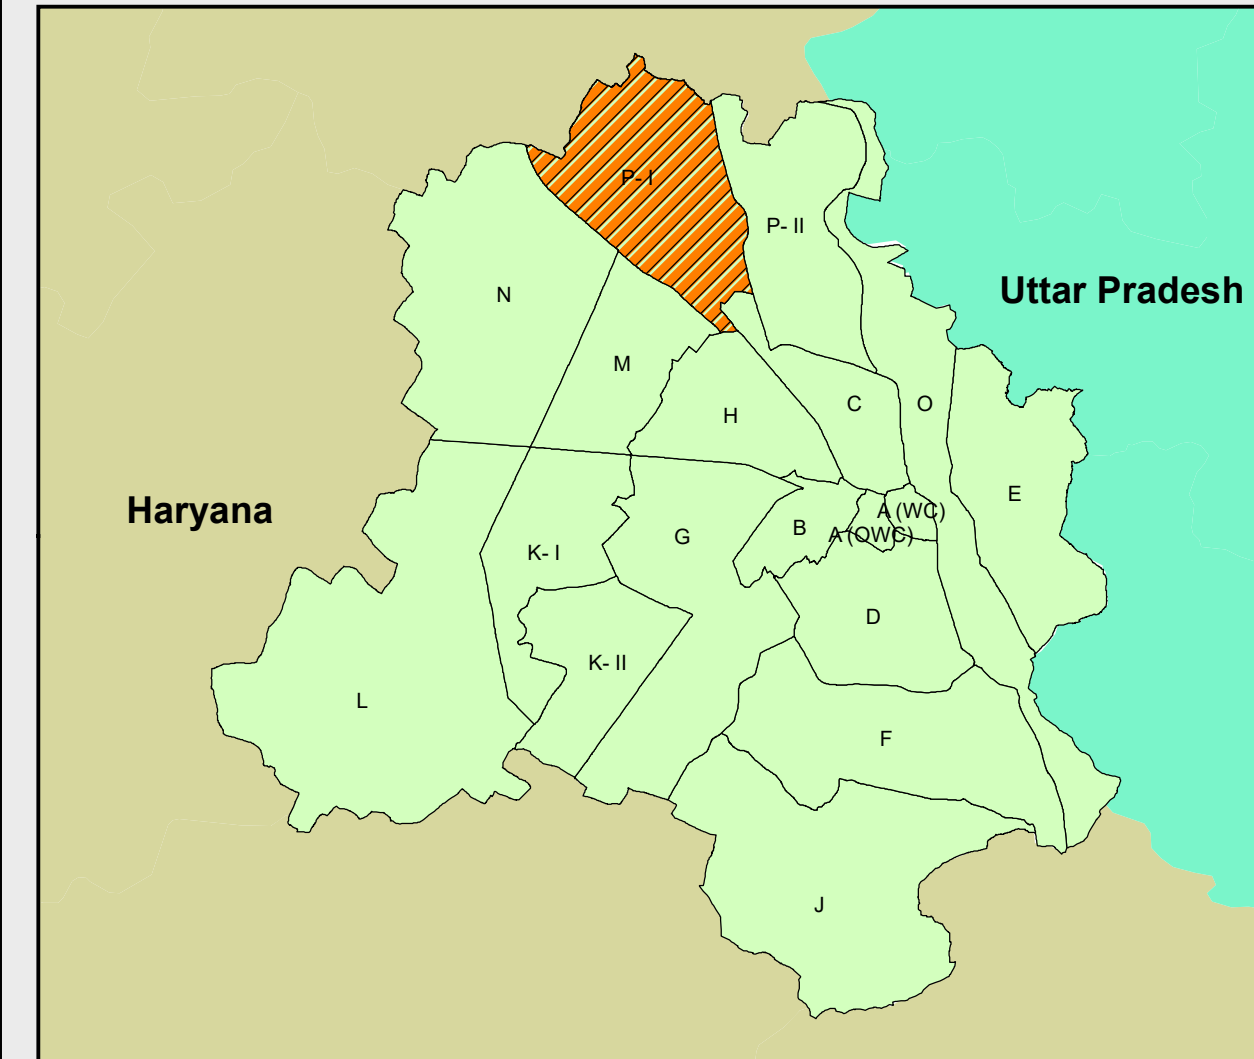 P- I
P- II
Uttar Pradesh
N
M
C
O
H
E
Haryana
A (WC)
B
A (OWC)
G
K- I
D
K- II
L
F
J